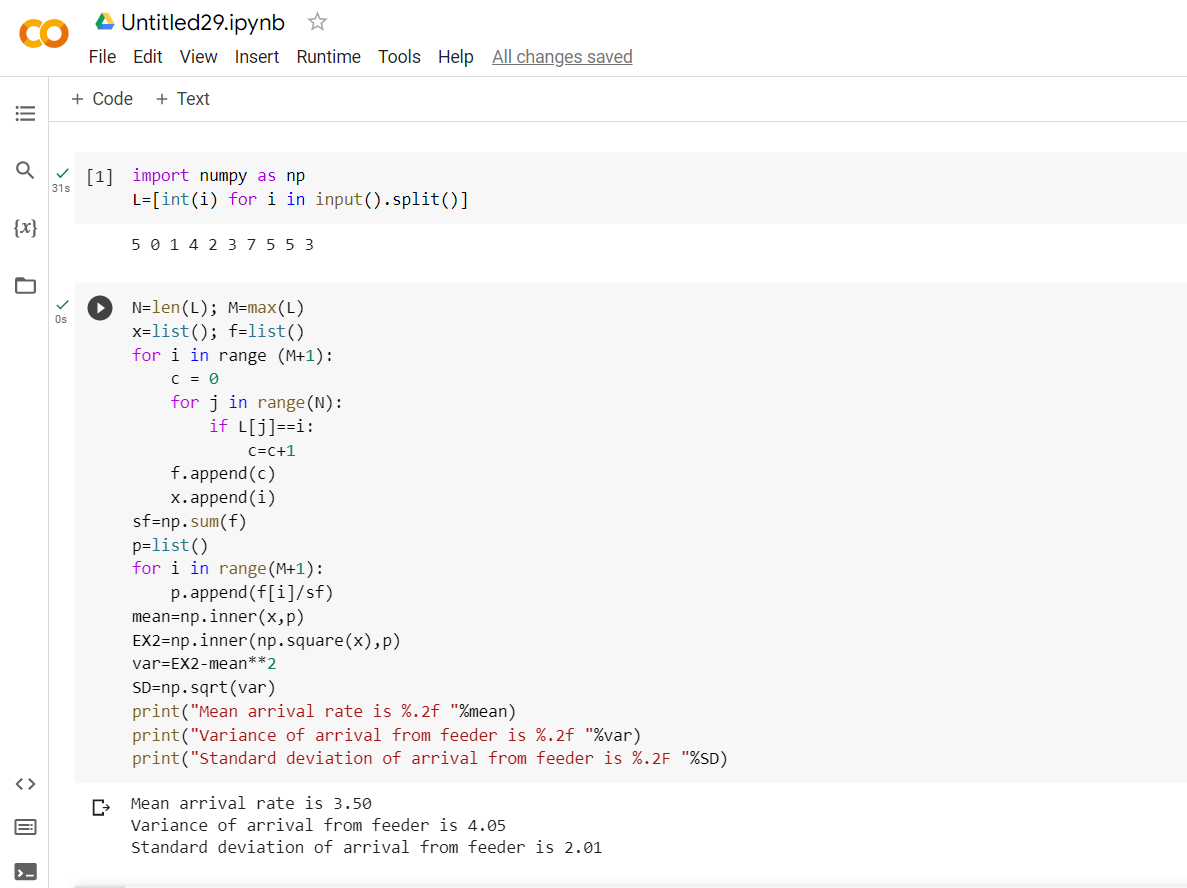 Untitled29.ipynb
File Edit View Insert Runtime Tools Help All changes saved
+ Code + Text
31s
[1] import numpy as np
L=[int(i) for i in input().split()]
5 0 1 4 2 3 7 5 5 3
{x}
0s
N=len(L); M=max(L)
x=list(); f=list()
for i in range (M+1):
    c = 0
    for j in range(N):
        if L[j]==i:
            c=c+1
    f.append(c)
    x.append(i)
sf=np.sum(f)
p=list()
for i in range(M+1):
    p.append(f[i]/sf)
mean=np.inner(x,p)
EX2=np.inner(np.square(x),p)
var=EX2-mean**2
SD=np.sqrt(var)
print("Mean arrival rate is %.2f "%mean)
print("Variance of arrival from feeder is %.2f "%var)
print("Standard deviation of arrival from feeder is %.2F "%SD)
Mean arrival rate is 3.50
Variance of arrival from feeder is 4.05
Standard deviation of arrival from feeder is 2.01